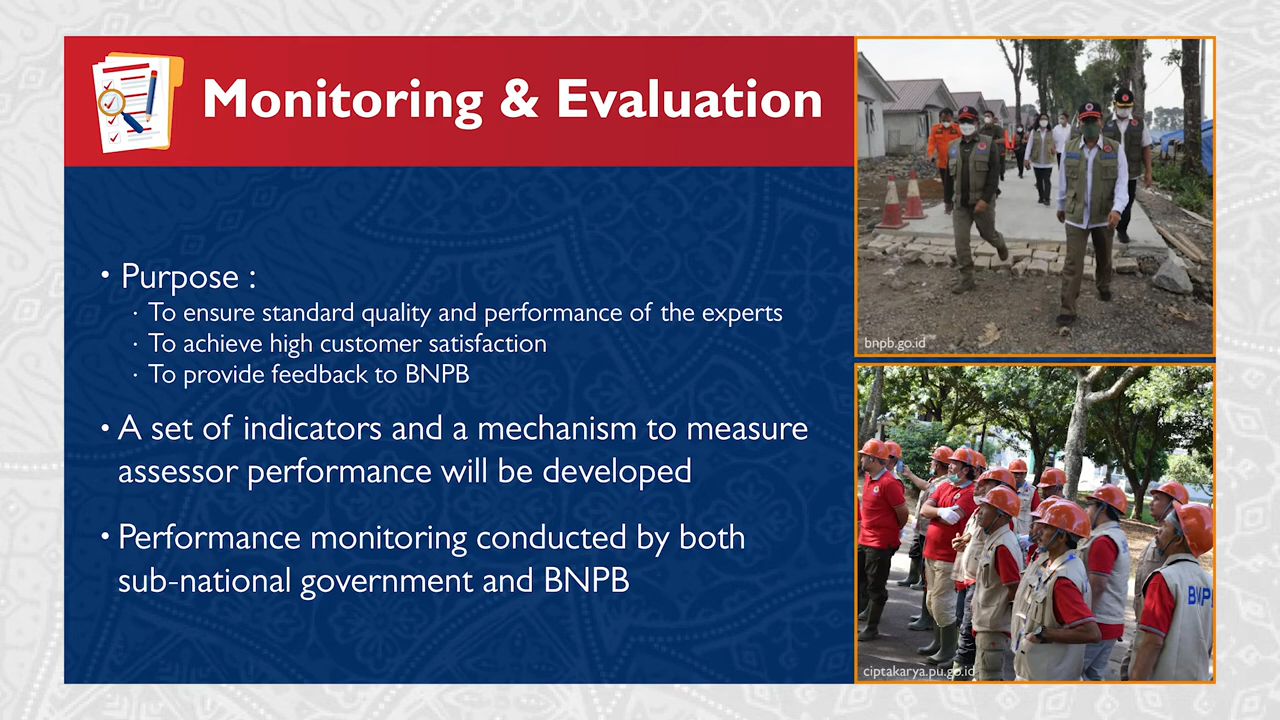 Monitoring & Evaluation
• Purpose :
· To ensure standard quality and performance of the experts
· To achieve high customer satisfaction
· To provide feedback to BNPB
• A set of indicators and a mechanism to measure
assessor performance will be developed
• Performance monitoring conducted by both
sub-national government and BNPB
bnpb.go.id
ciptakarya.pu.go.id